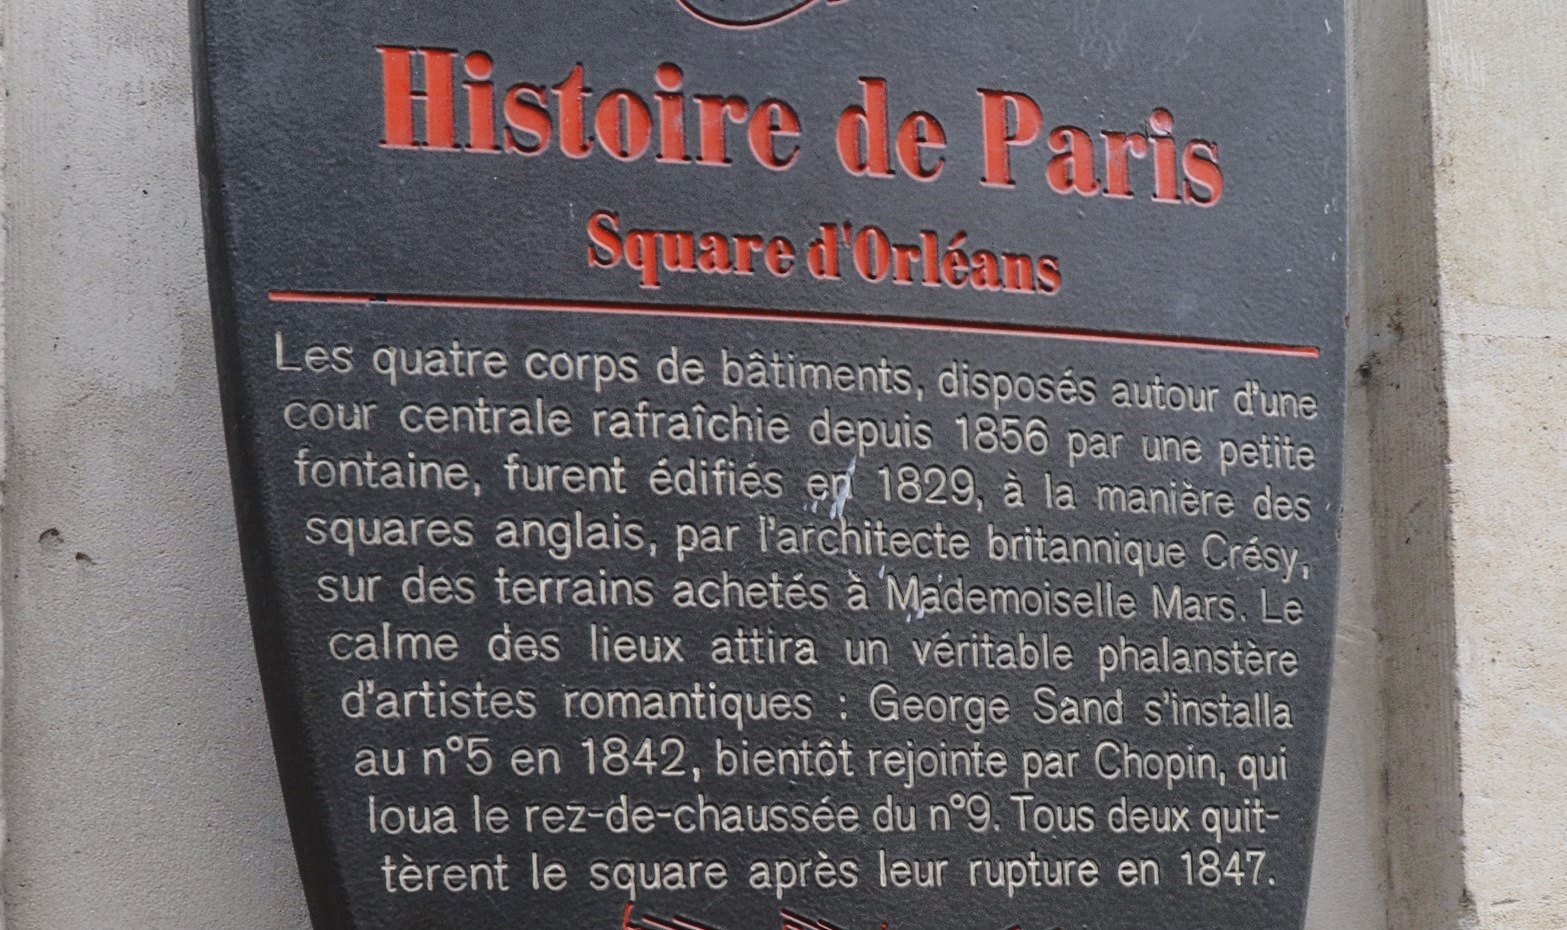 Histoire de Paris
Square d'Orléans
Les quatre corps de bâtiments, disposés autour d'une
cour centrale rafraîchie depuis 1856 par une petite
fontaine, furent édifiés en 1829, à la manière des
squares anglais, par l'architecte britannique Crésy,
sur des terrains achetés à Mademoiselle Mars. Le
calme des lieux attira un véritable phalanstère
d'artistes romantiques : George Sand s'installa
au n°5 en 1842, bientôt rejointe par Chopin, qui
loua le rez-de-chaussée du n°9. Tous deux quit-
tèrent le square après leur rupture en 1847.